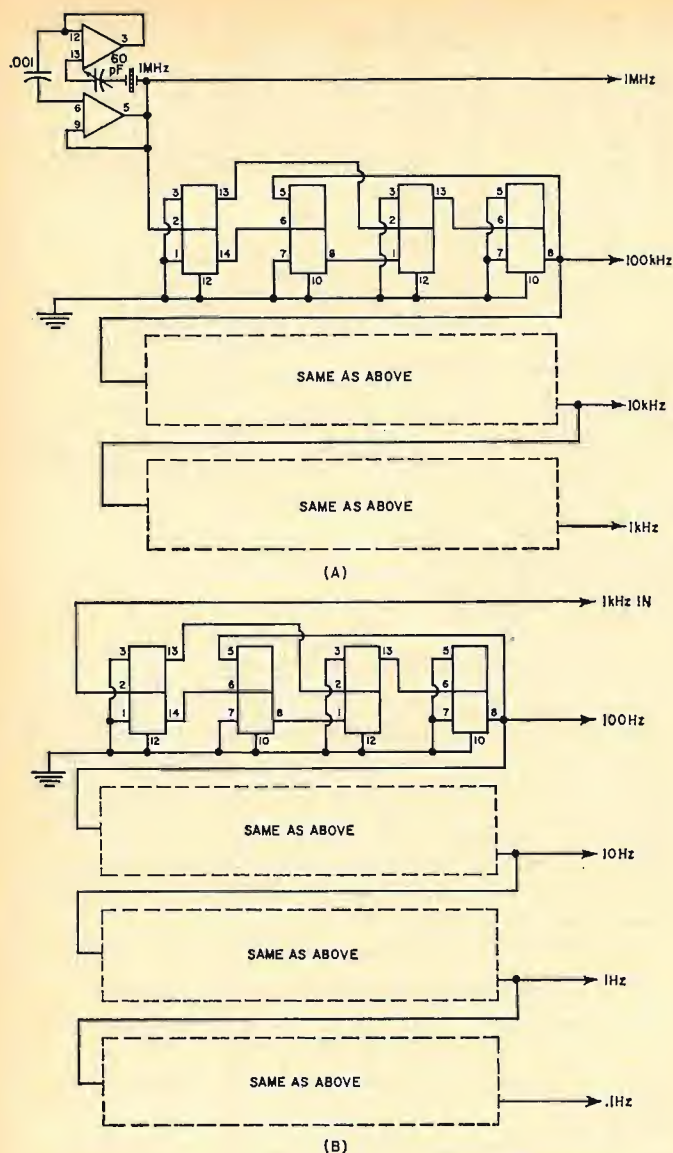 12
3
.001
13
60
pF
1MHz
1MHz
6
5
9
3
13
5
3
13
5
2
6
2
6
1
14
7
8
1
7
8
100kHz
12
10
12
10
SAME AS ABOVE
10kHz
SAME AS ABOVE
1kHz
(A)
1kHz IN
3
13
5
3
13
5
2
6
2
6
1
14
7
8
1
7
8
100Hz
12
10
12
10
SAME AS ABOVE
10Hz
SAME AS ABOVE
1Hz
SAME AS ABOVE
.1Hz
(B)